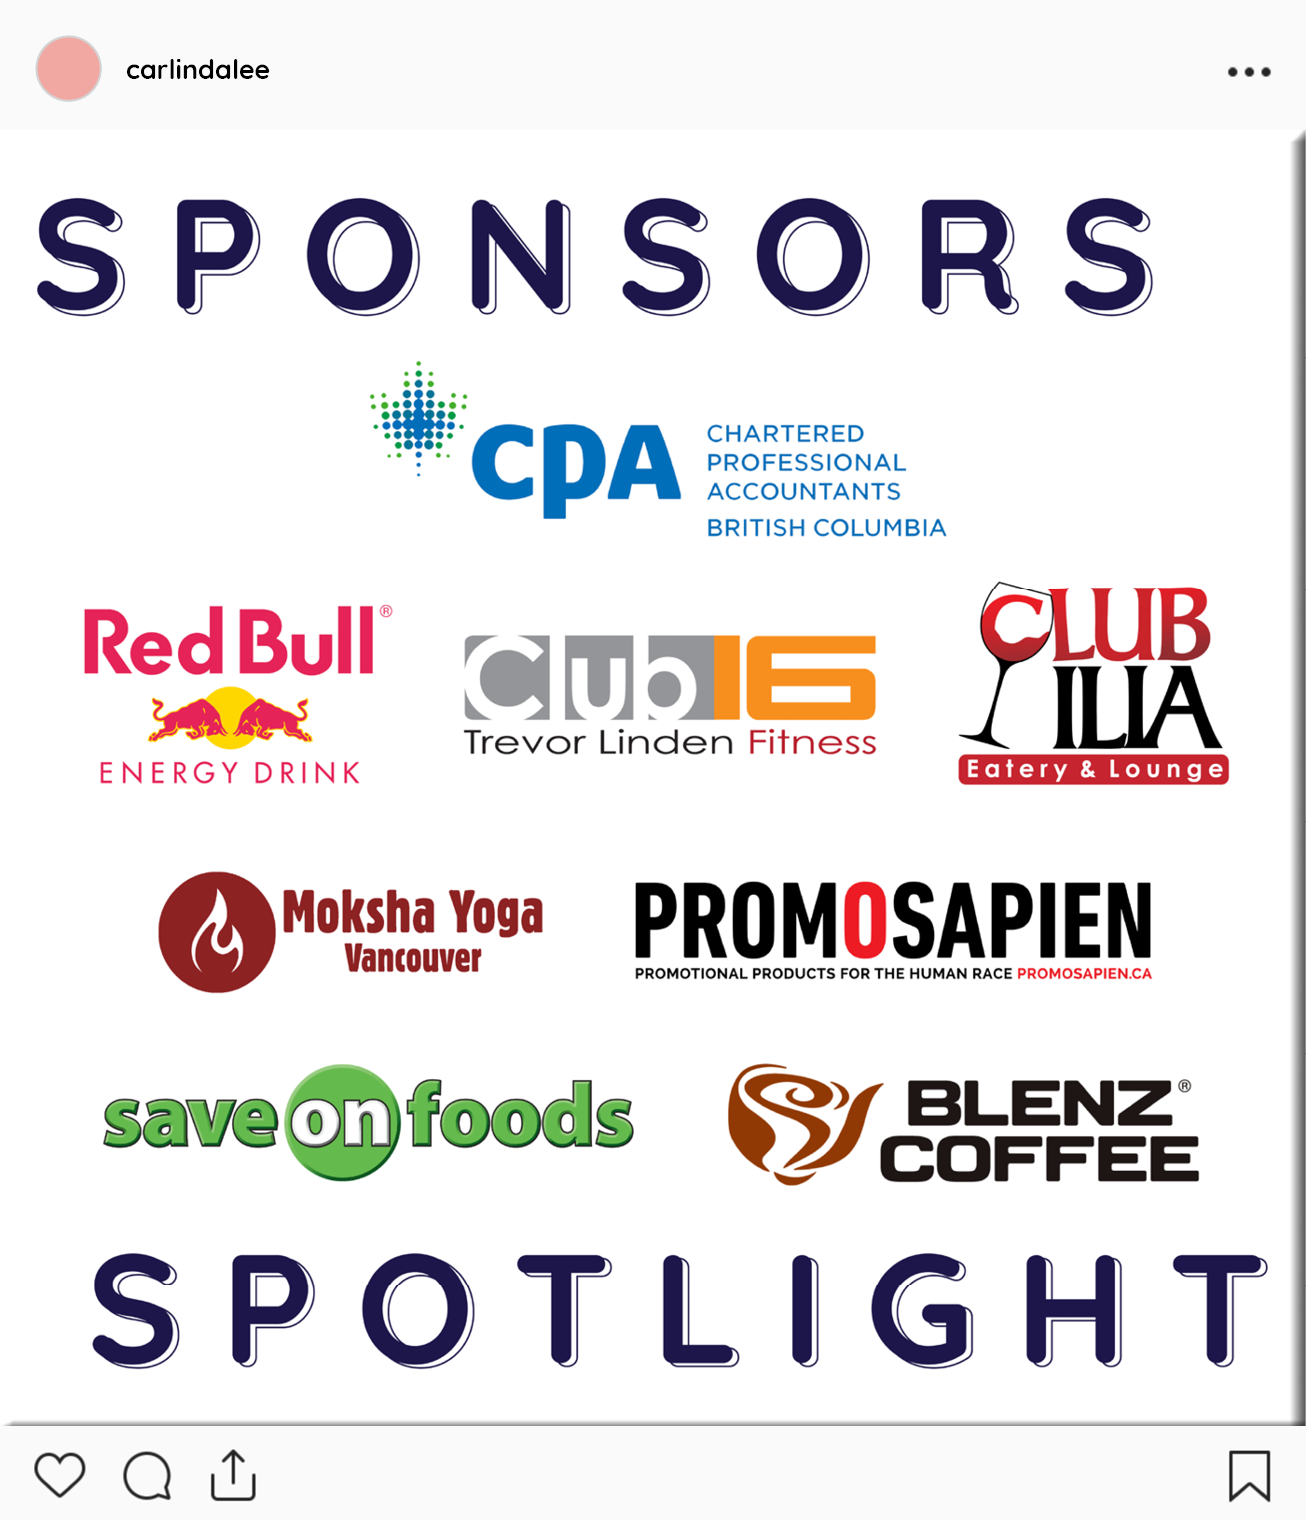 carlindalee
SPONSORS
cpa
CHARTERED
PROFESSIONAL
ACCOUNTANTS
BRITISH COLUMBIA
Red Bull®
ENERGY DRINK
Club16
Trevor Linden Fitness
CLUB
ILIA
Eatery & Lounge
Moksha Yoga
Vancouver
PROMOSAPIEN
PROMOTIONAL PRODUCTS FOR THE HUMAN RACE PROMOSAPIEN.CA
save on foods
BLENZ®
COFFEE
SPOTLIGHT